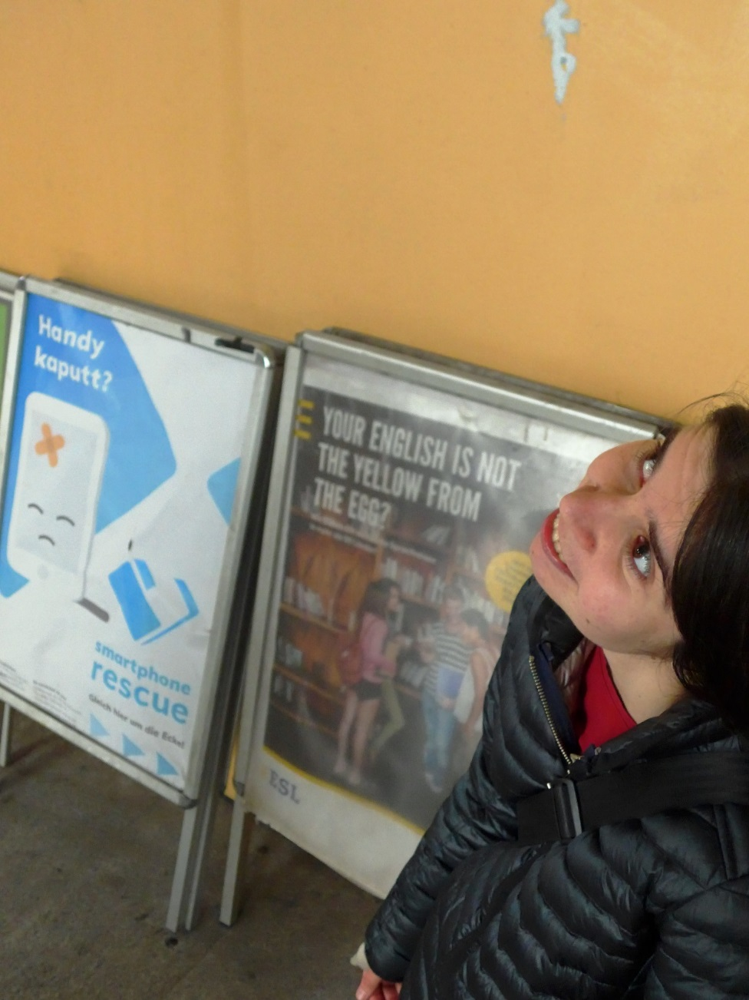 Handy
kaputt?
smartphone
rescue
Gleich hier um die Ecke!
YOUR ENGLISH IS NOT
THE YELLOW FROM
THE EGG?
ESL